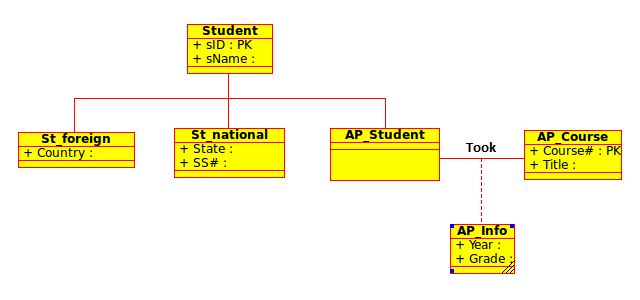 Student
+ sID : PK
+ sName :
St_foreign
+ Country :
St_national
+ State :
+ SS# :
AP_Student
Took
AP_Course
+ Course# : PK
+ Title :
AP_Info
+ Year :
+ Grade :